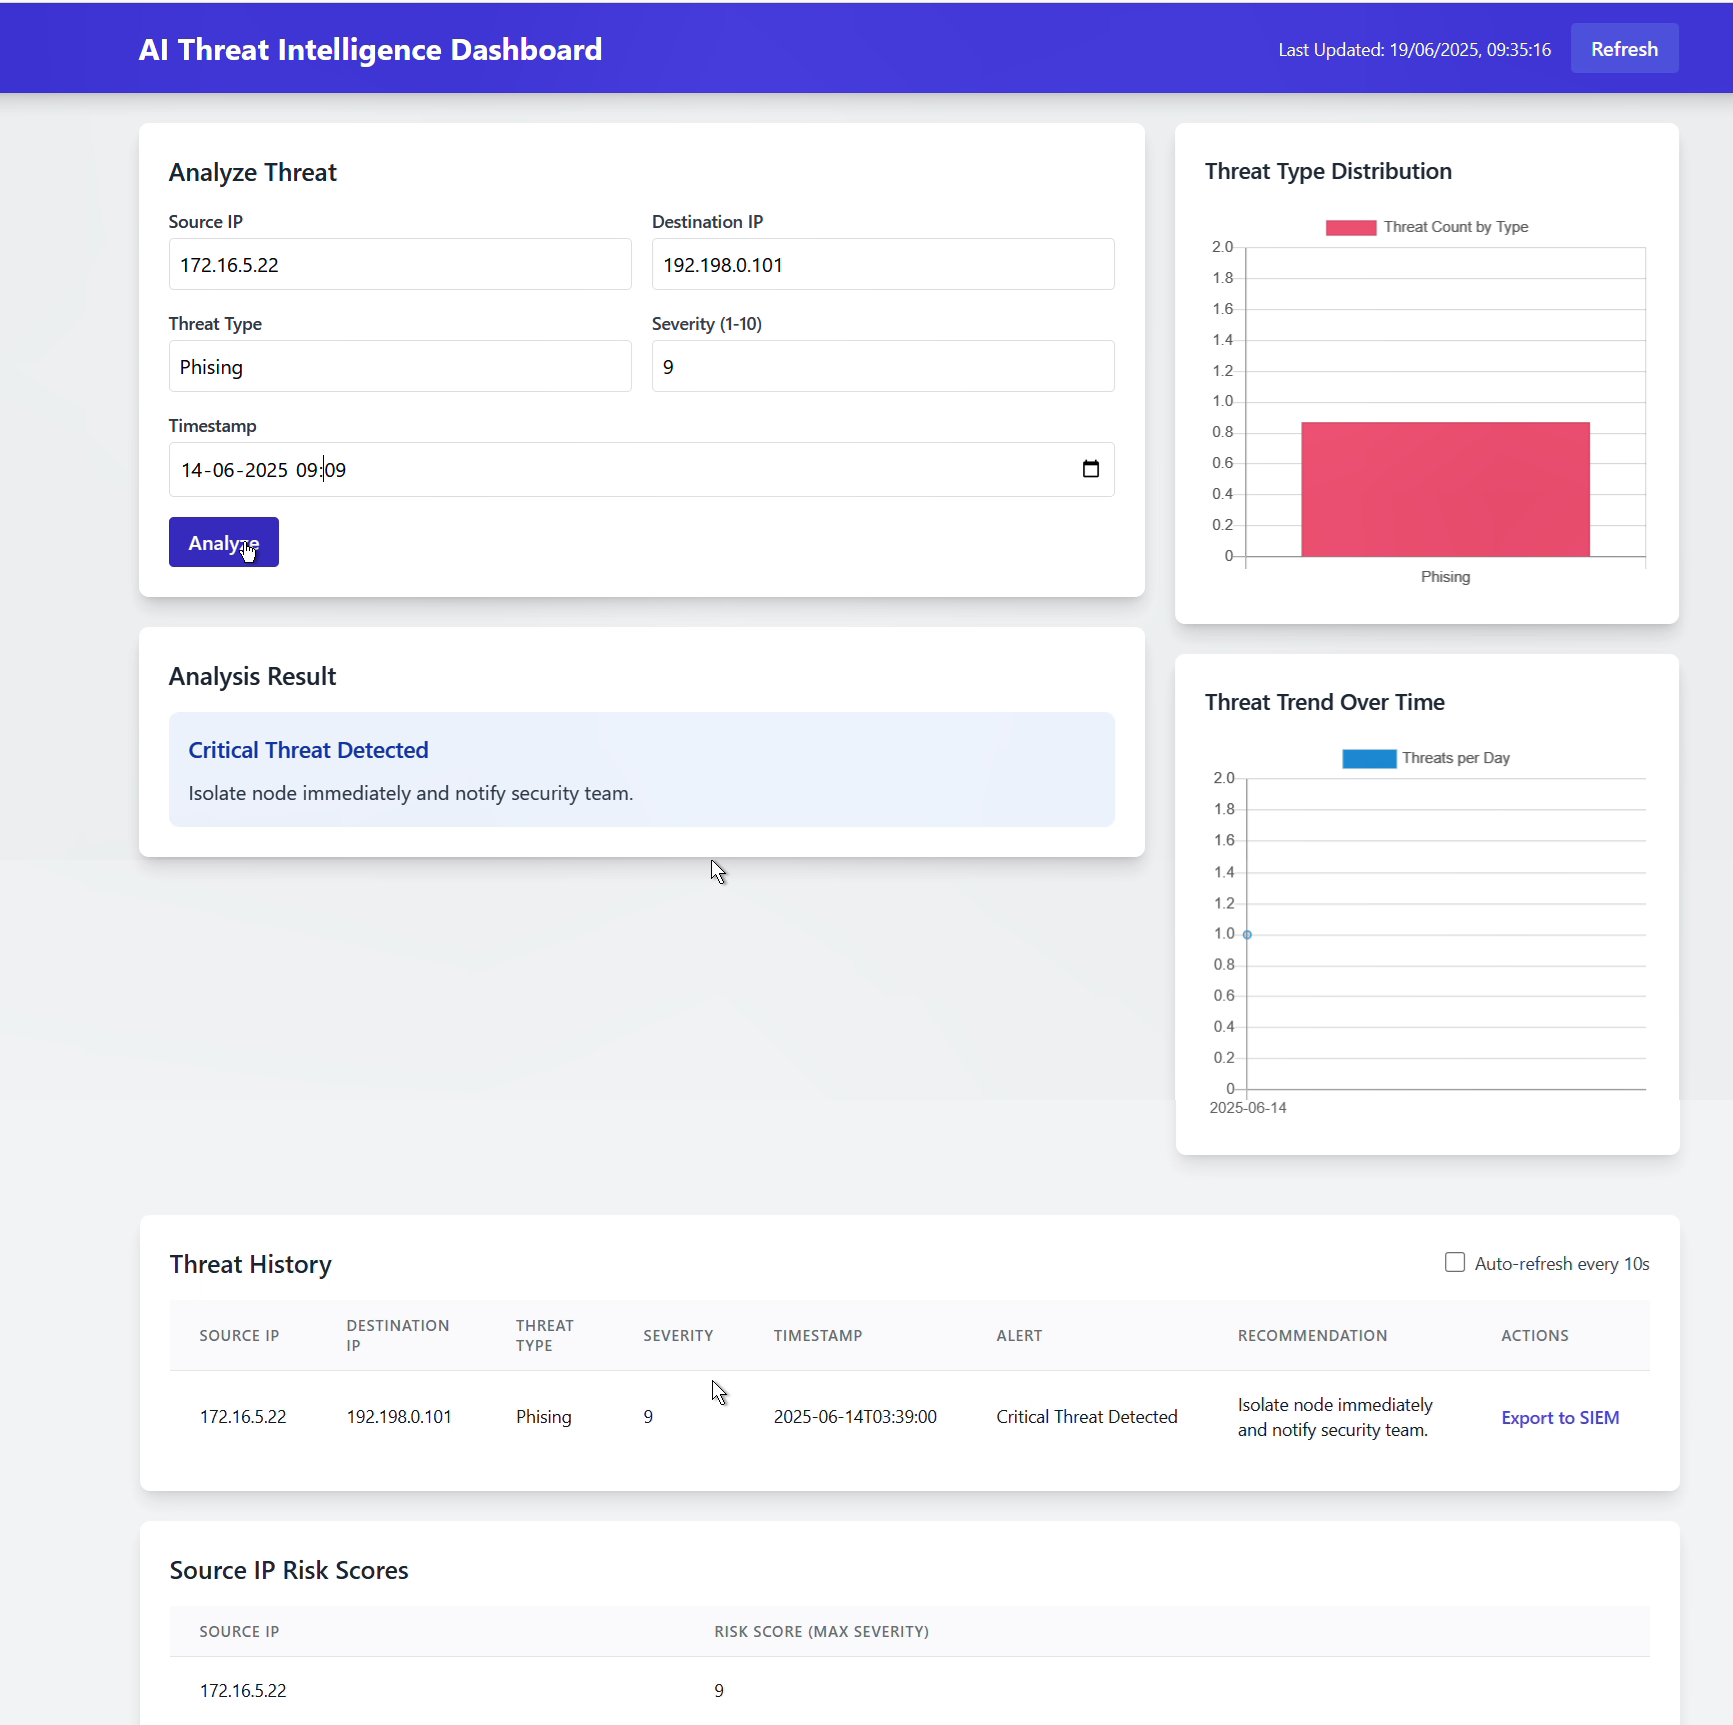 AI Threat Intelligence Dashboard
Last Updated: 19/06/2025, 09:35:16
Refresh
Analyze Threat
Source IP
Destination IP
172.16.5.22
192.198.0.101
Threat Type
Severity (1-10)
Phising
9
Timestamp
14-06-2025 09:09
Analyze
Analysis Result
Critical Threat Detected
Isolate node immediately and notify security team.
Threat Type Distribution
Threat Count by Type
2.0
1.8
1.6
1.4
1.2
1.0
0.8
0.6
0.4
0.2
0
Phising
Threat Trend Over Time
Threats per Day
2.0
1.8
1.6
1.4
1.2
1.0
0.8
0.6
0.4
0.2
0
2025-06-14
Threat History
Auto-refresh every 10s
SOURCE IP
DESTINATION
IP
THREAT
TYPE
SEVERITY
TIMESTAMP
ALERT
RECOMMENDATION
ACTIONS
172.16.5.22
192.198.0.101
Phising
9
2025-06-14T03:39:00
Critical Threat Detected
Isolate node immediately
and notify security team.
Export to SIEM
Source IP Risk Scores
SOURCE IP
RISK SCORE (MAX SEVERITY)
172.16.5.22
9